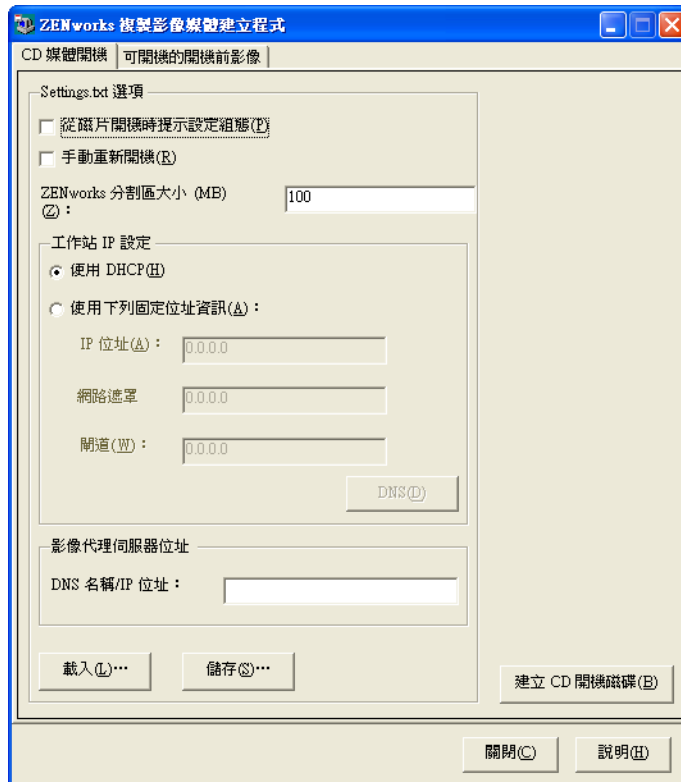 ZENworks 複製影像媒體建立程式
CD 媒體開機
可開機的開機前影像
Settings.txt 選項
從磁片開機時提示設定組態(P)
手動重新開機(R)
ZENworks 分割區大小 (MB)
(Z)：
100
工作站 IP 設定
使用 DHCP(H)
使用下列固定位址資訊(A)：
IP 位址(A)：
0.0.0.0
網路遮罩
0.0.0.0
閘道(W)：
0.0.0.0
DNS(D)
影像代理伺服器位址
DNS 名稱/IP 位址：
載入(L)⋯
儲存(S)⋯
建立 CD 開機磁碟(B)
關閉(C)
說明(H)